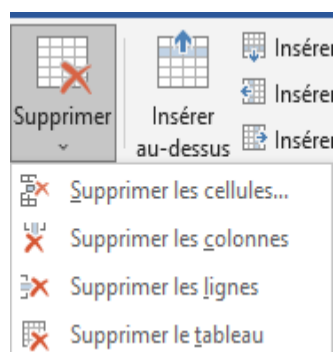 Supprimer
Insérer
au-dessus
Insérer
Insérer
Insérer
Supprimer les cellules...
Supprimer les colonnes
Supprimer les lignes
Supprimer le tableau